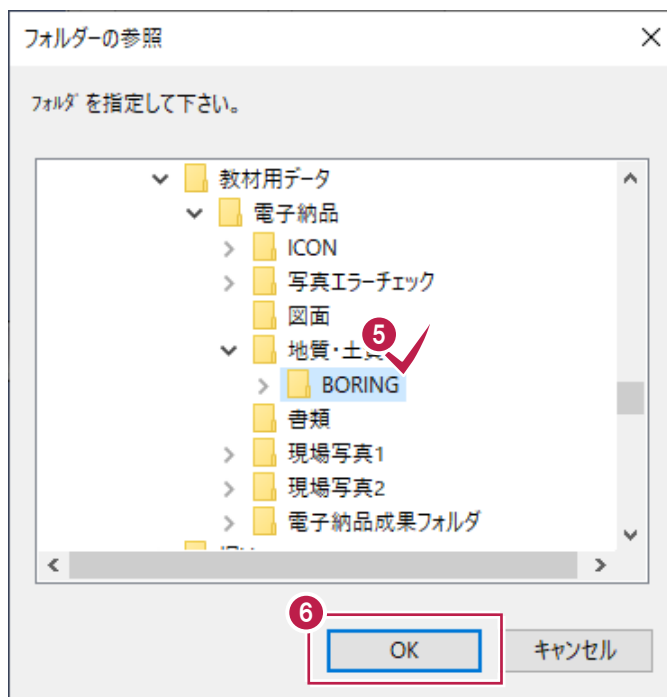 フォルダーの参照
ﾌｫﾙﾀﾞを指定して下さい。
教材用データ
電子納品
ICON
写真エラーチェック
図面
5
地質・土
BORING
書類
現場写真1
現場写真2
電子納品成果フォルダ
6
OK キャンセル